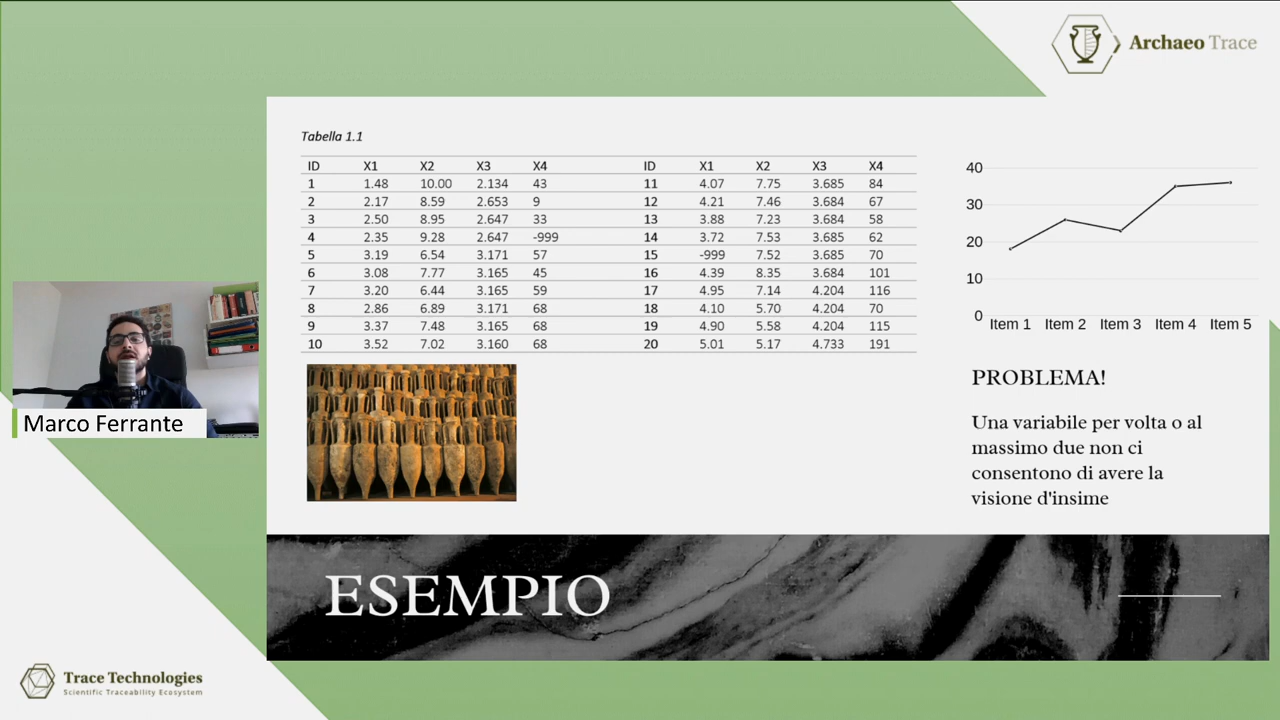 Archaeo Trace
Tabella 1.1
ID X1 X2 X3 X4 ID X1 X2 X3 X4
1 1.48 10.00 2.134 43 11 4.07 7.75 3.685 84
2 2.17 8.59 2.653 9 12 4.21 7.46 3.684 67
3 2.50 8.95 2.647 33 13 3.88 7.23 3.684 58
4 2.35 9.28 2.647 -999 14 3.72 7.53 3.685 62
5 3.19 6.54 3.171 57 15 -999 7.52 3.685 70
6 3.08 7.77 3.165 45 16 4.39 8.35 3.684 101
7 3.20 6.44 3.165 59 17 4.95 7.14 4.204 116
8 2.86 6.89 3.171 68 18 4.10 5.70 4.204 70
9 3.37 7.48 3.165 68 19 4.90 5.58 4.204 115
10 3.52 7.02 3.160 68 20 5.01 5.17 4.733 191
40
30
20
10
0
Item 1 Item 2 Item 3 Item 4 Item 5
PROBLEMA!
Una variabile per volta o al
massimo due non ci
consentono di avere la
visione d'insime
Marco Ferrante
ESEMPIO
Trace Technologies
Scientific Traceability Ecosystem